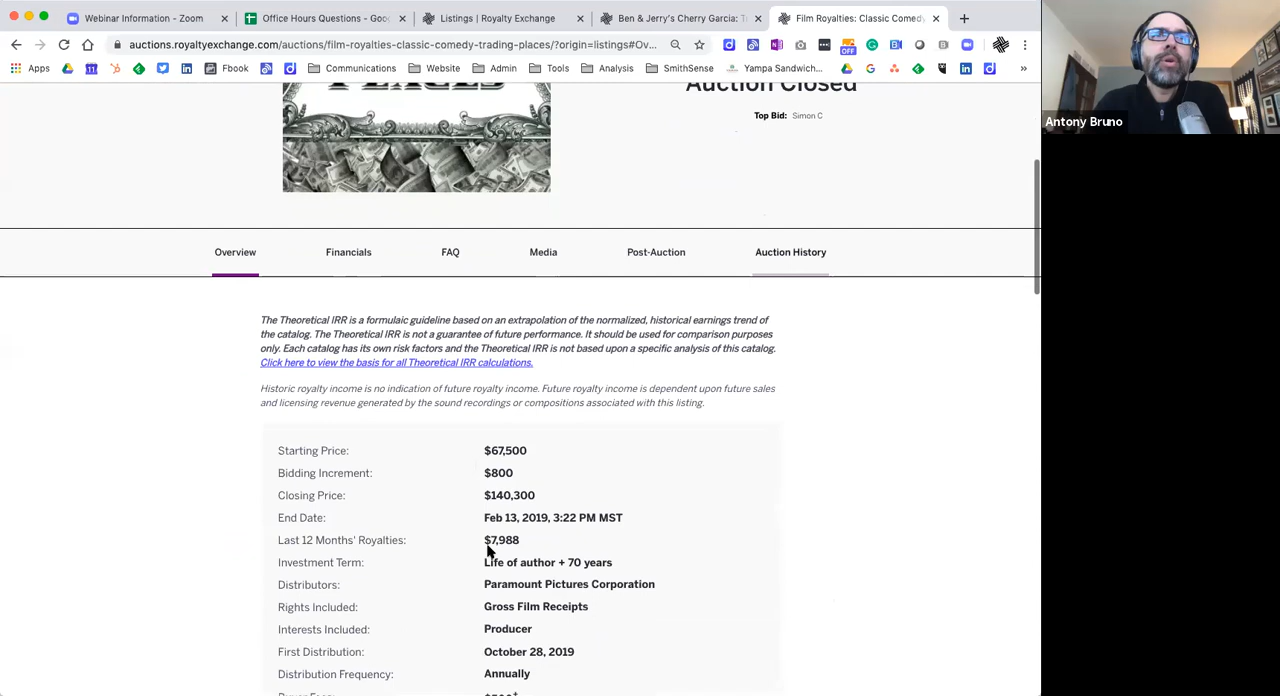 Webinar Information - Zoom
Office Hours Questions - Goo
Listings | Royalty Exchange
Ben & Jerry's Cherry Garcia: T
Film Royalties: Classic Comedy
auctions.royaltyexchange.com/auctions/film-royalties-classic-comedy-trading-places/?origin=listings#Ov...
OFF
Apps
11
Fbook
Communications
Website
Admin
Tools
Analysis
SmithSense
Yampa Sandwich...
»
Antony Bruno
PLACES
Auction Closed
Top Bid: Simon C
Overview
Financials
FAQ
Media
Post-Auction
Auction History
The Theoretical IRR is a formulaic guideline based on an extrapolation of the normalized, historical earnings trend of
the catalog. The Theoretical IRR is not a guarantee of future performance. It should be used for comparison purposes
only. Each catalog has its own risk factors and the Theoretical IRR is not based upon a specific analysis of this catalog.
Click here to view the basis for all Theoretical IRR calculations.
Historic royalty income is no indication of future royalty income. Future royalty income is dependent upon future sales
and licensing revenue generated by the sound recordings or compositions associated with this listing.
Starting Price: $67,500
Bidding Increment: $800
Closing Price: $140,300
End Date: Feb 13, 2019, 3:22 PM MST
Last 12 Months' Royalties: $7,988
Investment Term: Life of author + 70 years
Distributors: Paramount Pictures Corporation
Rights Included: Gross Film Receipts
Interests Included: Producer
First Distribution: October 28, 2019
Distribution Frequency: Annually